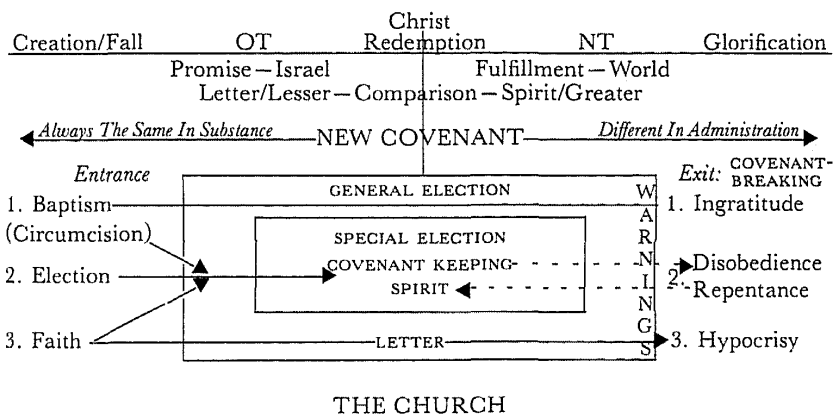 Christ
Creation/Fall OT Redemption NT Glorification
Promise—Israel Fulfillment—World
Letter/Lesser—Comparison—Spirit/Greater
Always The Same In Substance NEW COVENANT Different In Administration
Entrance Exit: COVENANT-
BREAKING
GENERAL ELECTION
1. Baptism 1. Ingratitude
(Circumcision)
SPECIAL ELECTION
COVENANT KEEPING Disobedience
2. Election 2.
SPIRIT Repentance
WARNINGS
3. Faith LETTER 3. Hypocrisy
THE CHURCH